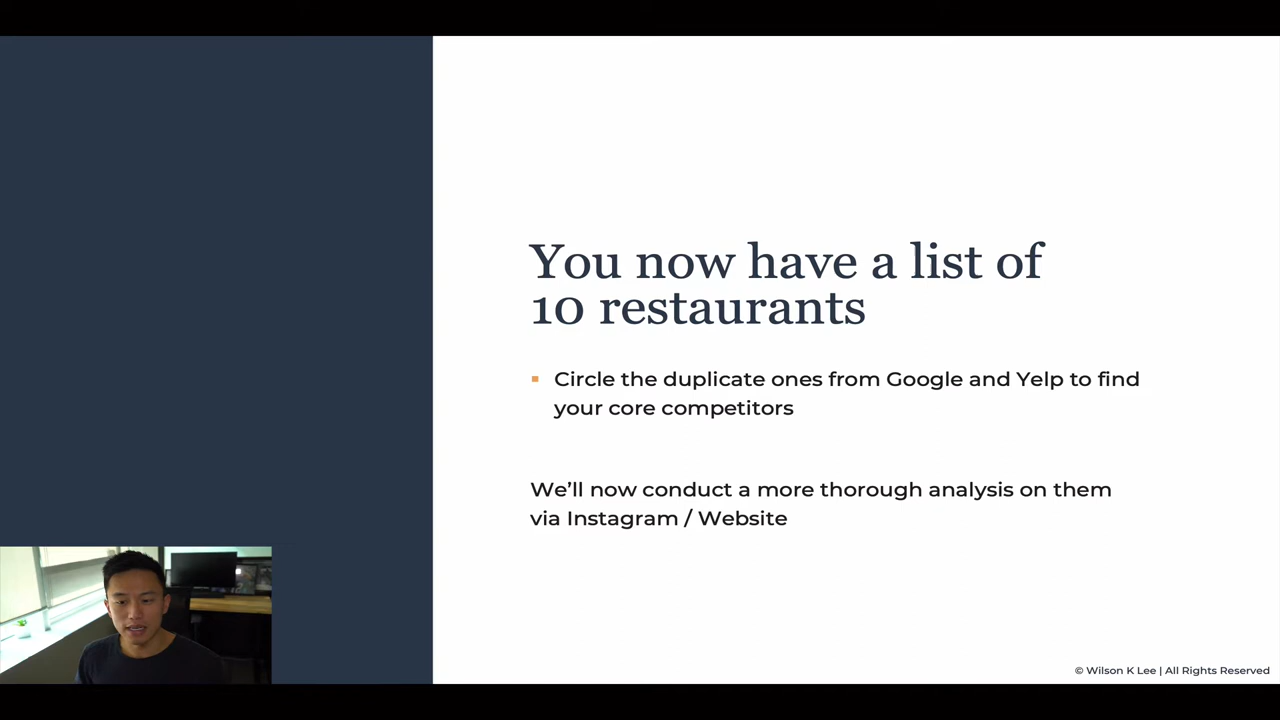 You now have a list of
10 restaurants
▪ Circle the duplicate ones from Google and Yelp to find
your core competitors
We’ll now conduct a more thorough analysis on them
via Instagram / Website
© Wilson K Lee | All Rights Reserved